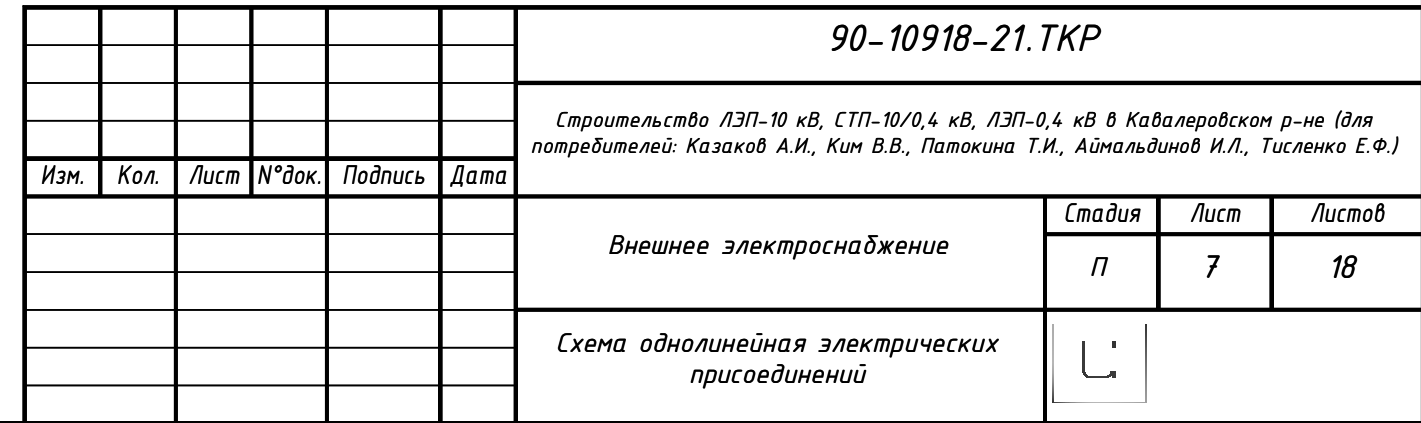 90-10918-21.ТКР
Строительство ЛЭП-10 кВ, СТП-10/0,4 кВ, ЛЭП-0,4 кВ в Кавалеровском р-не (для
потребителей: Казаков А.И., Ким В.В., Патокина Т.И., Аймальдинов И.Л., Тисленко Е.Ф.)
Изм. Кол. Лист N°док. Подпись Дата
Внешнее электроснабжение
Стадия Лист Листов
П 7 18
Схема однолинейная электрических
присоединений